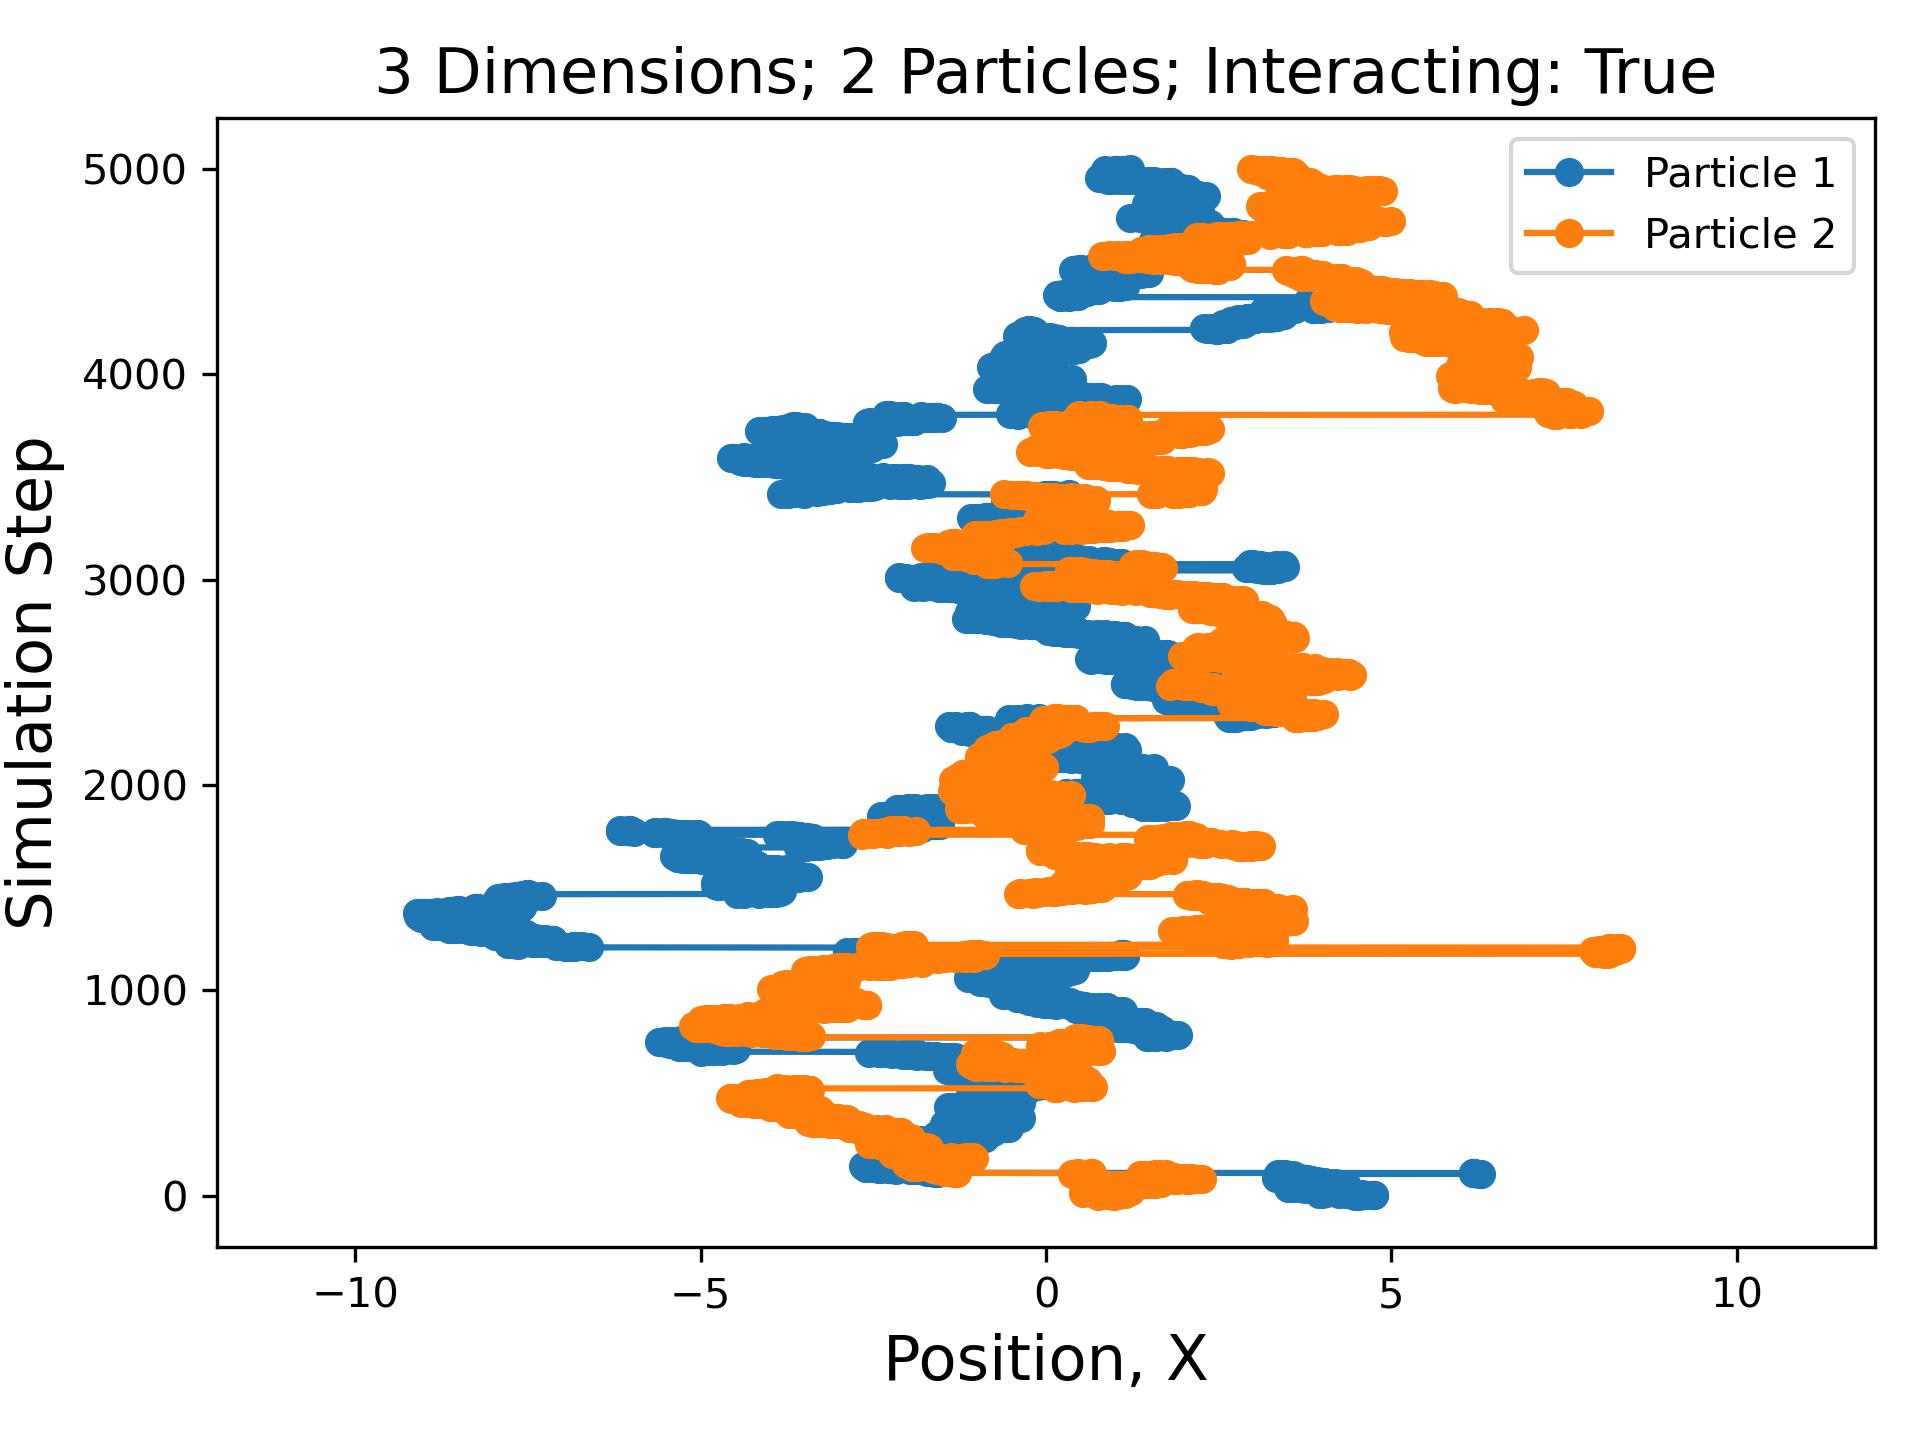 3 Dimensions; 2 Particles; Interacting: True
Particle 1
Particle 2
Simulation Step
5000
4000
3000
2000
1000
0
−10 −5 0 5 10
Position, X